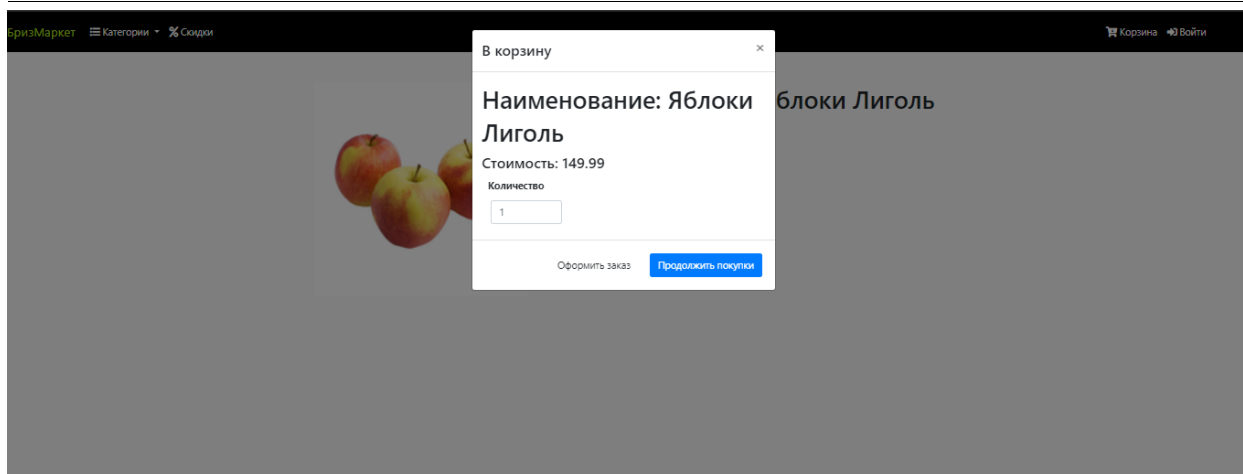 БризМаркет Категории % Скидки Корзина Войти
В корзину ×
Наименование: Яблоки
Лиголь
блоки Лиголь
Стоимость: 149.99
Количество
1
Оформить заказ Продолжить покупки